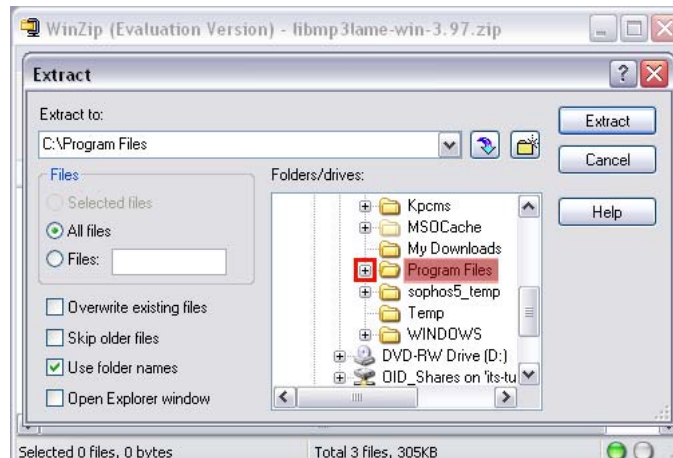 WinZip (Evaluation Version) - libmp3lame-win-3.97.zip
Extract
Extract to:
C:\Program Files
Extract
Cancel
Help
Files
Selected files
All files
Files:
Overwrite existing files
Skip older files
Use folder names
Open Explorer window
Folders/drives:
Kpcms
MSOCache
My Downloads
Program Files
sophos5_temp
Temp
WINDOWS
DVD-RW Drive (D:)
OID_Shares on 'its-tu
Selected 0 files, 0 bytes
Total 3 files, 305KB